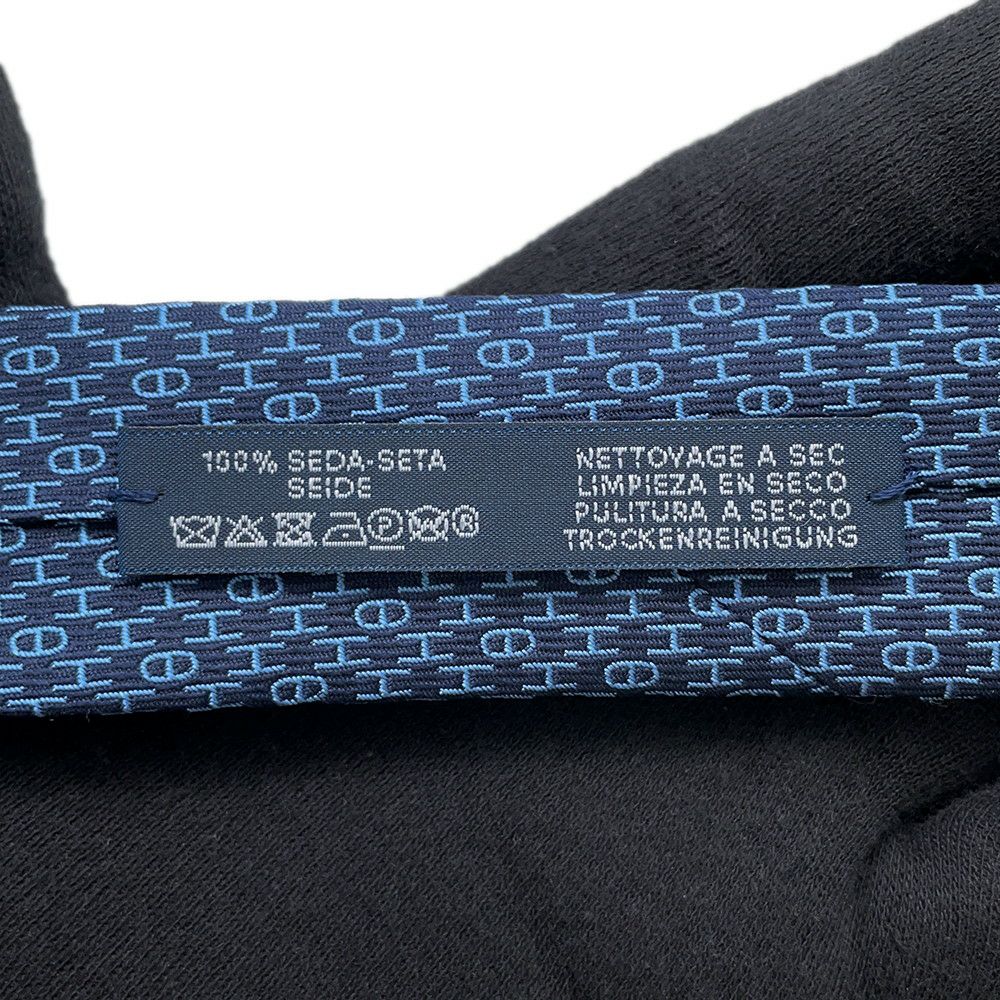 100% SEDA-SETA
SEIDE
NETTOYAGE A SEC
LIMPIEZA EN SECO
PULITURA A SECCO
TROCKENREINIGUNG